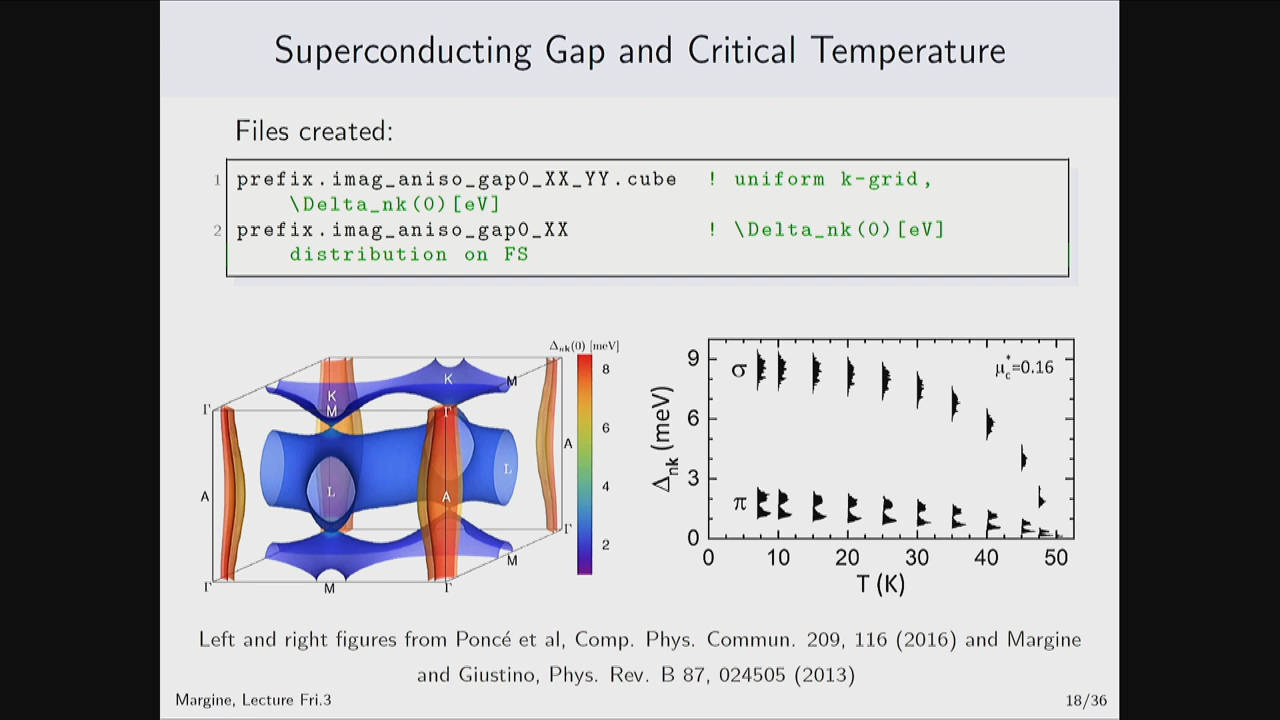 Superconducting Gap and Critical Temperature
Files created:
1 prefix.imag_aniso_gap0_XX_YY.cube ! uniform k-grid,
\Delta_nk(0)[eV]
2 prefix.imag_aniso_gap0_XX ! \Delta_nk(0)[eV]
distribution on FS
Δnk(0) [meV]
8
6
4
2
K
M
K
M
Γ
Γ
A
L
L
A
A
Γ
M
Γ
M
Γ
9
6
3
0
Δnk (meV)
σ
π
μc*=0.16
0 10 20 30 40 50
T (K)
Left and right figures from Poncé et al, Comp. Phys. Commun. 209, 116 (2016) and Margine
and Giustino, Phys. Rev. B 87, 024505 (2013)
Margine, Lecture Fri.3
18/36